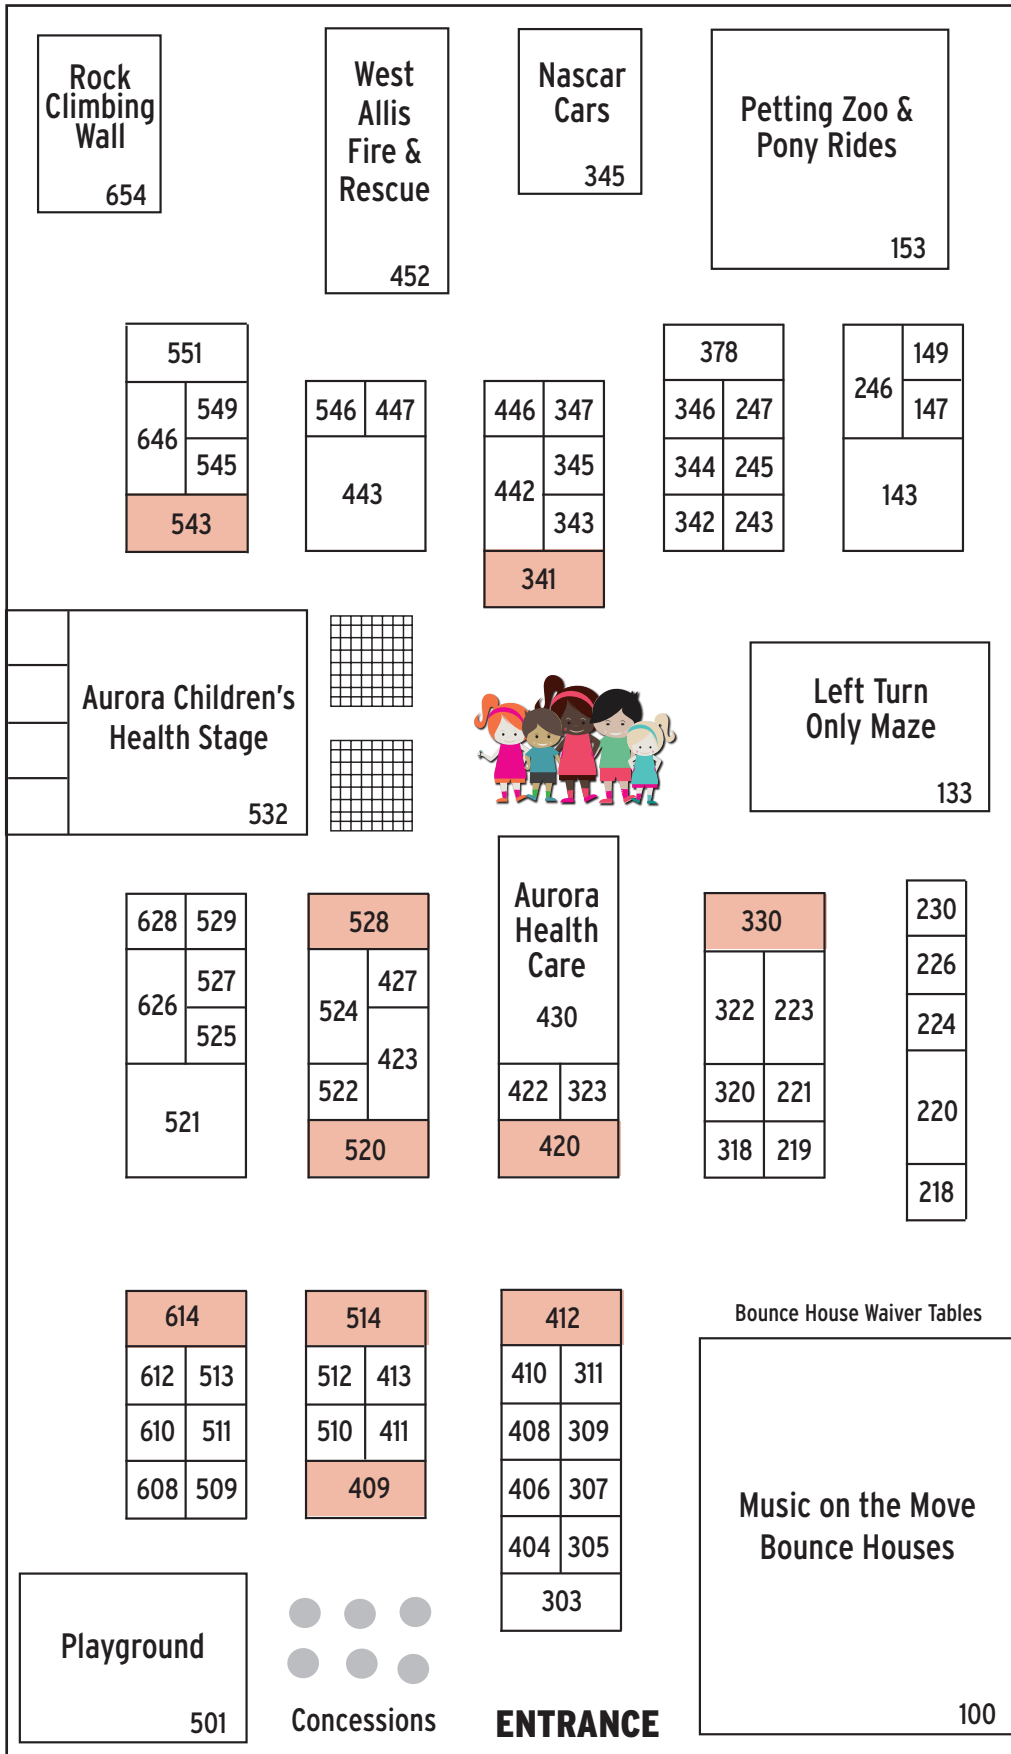 Rock
Climbing
Wall
654
West
Allis
Fire &
Rescue
452
Nascar
Cars
345
Petting Zoo &
Pony Rides
153
551
549
646
545
543
546 447
443
446 347
345
442
343
341
378
346 247
344 245
342 243
149
246
147
143
Aurora Children's
Health Stage
532
Left Turn
Only Maze
133
628 529
527
626
525
521
528
427
524
423
522
520
Aurora
Health
Care
430
422 323
420
330
322 223
320 221
318 219
230
226
224
220
218
614
612 513
610 511
608 509
514
512 413
510 411
409
412
410 311
408 309
406 307
404 305
303
Bounce House Waiver Tables
Music on the Move
Bounce Houses
100
Playground
501
Concessions
ENTRANCE